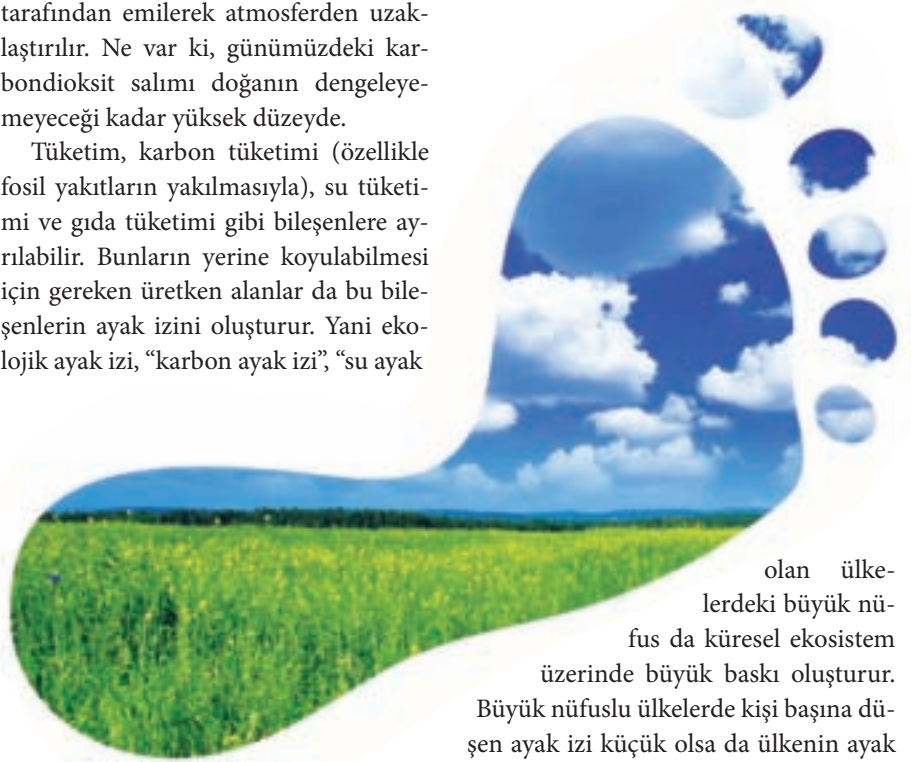 tarafından emilerek atmosferden uzak-
laştırılır. Ne var ki, günümüzdeki kar-
bondioksit salımı doğanın dengeleye-
meyeceği kadar yüksek düzeyde.
Tüketim, karbon tüketimi (özellikle
fosil yakıtların yakılmasıyla), su tüketi-
mi ve gıda tüketimi gibi bileşenlere ay-
rılabilir. Bunların yerine koyulabilmesi
için gereken üretken alanlar da bu bile-
şenlerin ayak izini oluşturur. Yani eko-
lojik ayak izi, “karbon ayak izi”, “su ayak
olan ülke-
lerdeki büyük nü-
fus da küresel ekosistem
üzerinde büyük baskı oluşturur.
Büyük nüfuslu ülkelerde kişi başına dü-
şen ayak izi küçük olsa da ülkenin ayak